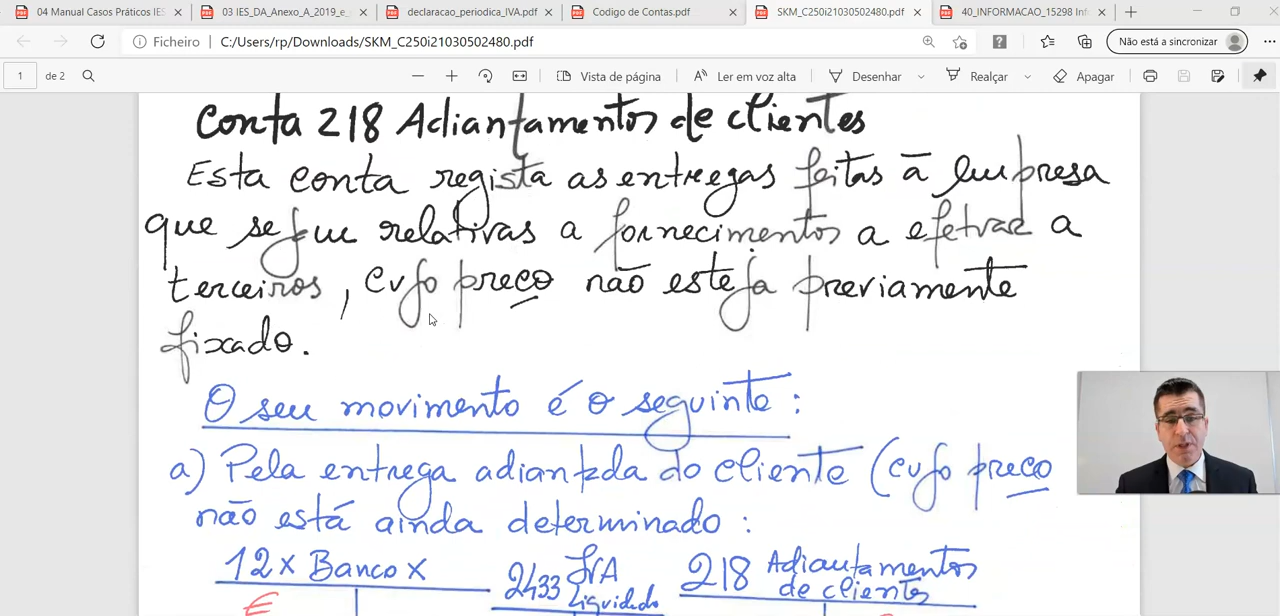 04 Manual Casos Práticos IES
03 IES_DA_Anexo_A_2019_e_
declaracao_periodica_IVA.pdf
Codigo de Contas.pdf
SKM_C250i21030502480.pdf
40_INFORMACAO_15298 Inf
Ficheiro
C:/Users/rp/Downloads/SKM_C250i21030502480.pdf
Não está a sincronizar
1 de 2
Vista de página
Ler em voz alta
Desenhar
Realçar
Apagar
Conta 218 Adiantamentos de clientes
Esta conta regista as entregas feitas à empresa
que sejam relativas a fornecimentos a efetuar a
terceiros, cujo preço não esteja previamente
fixado.
O seu movimento é o seguinte:
a) Pela entrega adiantada do cliente (cujo preço
não está ainda determinado:
12x Banco x
2433 IVA
Liquidado
218 Adiantamentos
de clientes
€